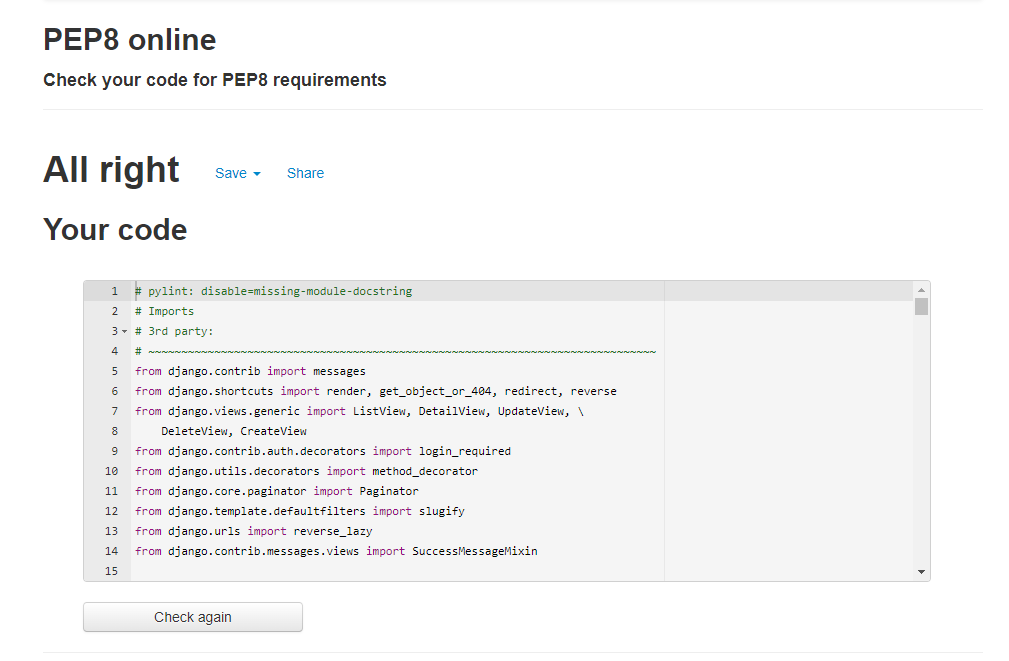 PEP8 online
Check your code for PEP8 requirements
All right Save Share
Your code
1 # pylint: disable=missing-module-docstring
2 # Imports
3 # 3rd party:
4 # ~~~~~~~~~~~~~~~~~~~~~~~~~~~~~~~~~~~~~~~~~~~~~~~~~~~~~~~~~~~~~~~~~~~~~~~~~~~~~
5 from django.contrib import messages
6 from django.shortcuts import render, get_object_or_404, redirect, reverse
7 from django.views.generic import ListView, DetailView, UpdateView, \
8     DeleteView, CreateView
9 from django.contrib.auth.decorators import login_required
10 from django.utils.decorators import method_decorator
11 from django.core.paginator import Paginator
12 from django.template.defaultfilters import slugify
13 from django.urls import reverse_lazy
14 from django.contrib.messages.views import SuccessMessageMixin
15
Check again